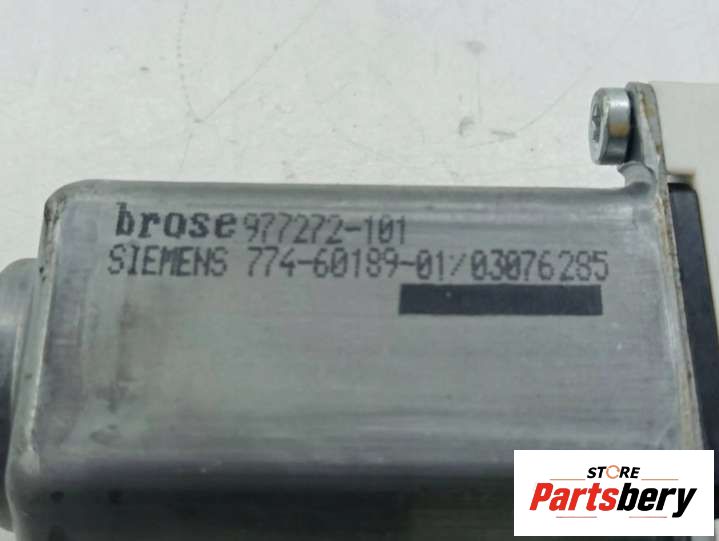 brose 977272-101
SIEMENS 774-60189-01/03076285
STORE
Partsbery